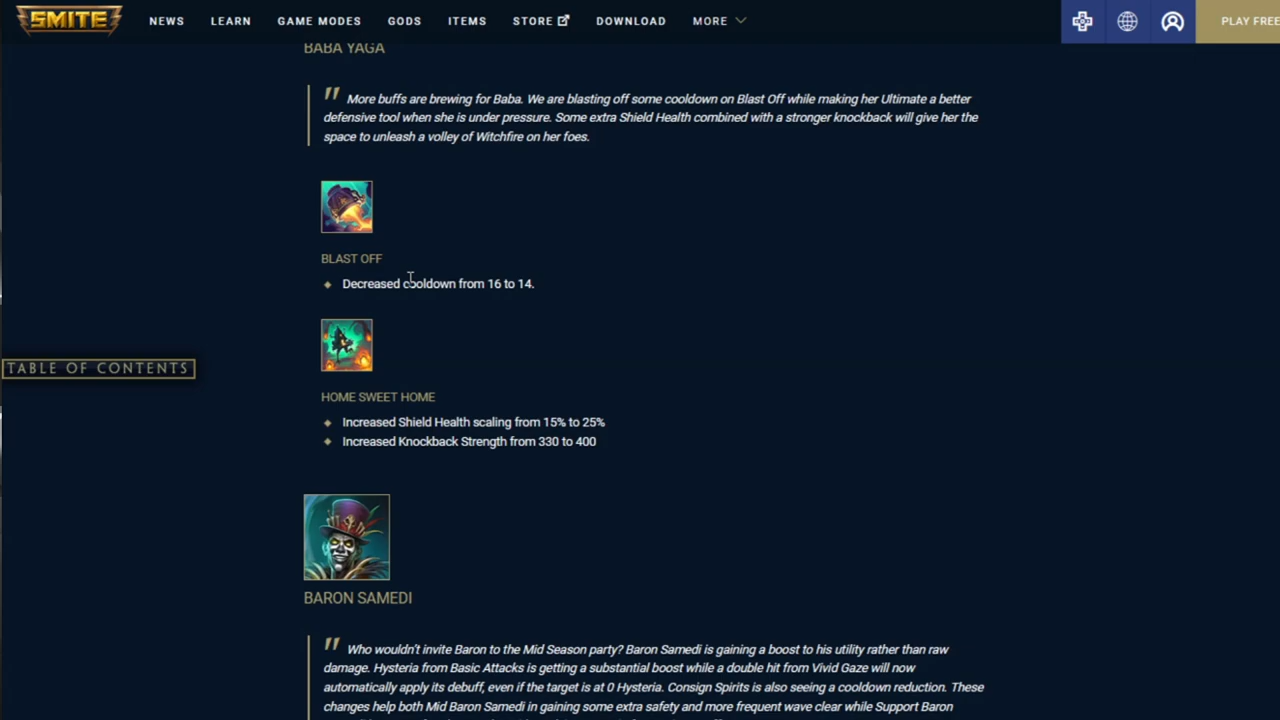 SMITE NEWS LEARN GAME MODES GODS ITEMS STORE DOWNLOAD MORE PLAY FREE
BABA YAGA
" More buffs are brewing for Baba. We are blasting off some cooldown on Blast Off while making her Ultimate a better
defensive tool when she is under pressure. Some extra Shield Health combined with a stronger knockback will give her the
space to unleash a volley of Witchfire on her foes.
BLAST OFF
Decreased cooldown from 16 to 14.
TABLE OF CONTENTS
HOME SWEET HOME
Increased Shield Health scaling from 15% to 25%
Increased Knockback Strength from 330 to 400
BARON SAMEDI
" Who wouldn't invite Baron to the Mid Season party? Baron Samedi is gaining a boost to his utility rather than raw
damage. Hysteria from Basic Attacks is getting a substantial boost while a double hit from Vivid Gaze will now
automatically apply its debuff, even if the target is at 0 Hysteria. Consign Spirits is also seeing a cooldown reduction. These
changes help both Mid Baron Samedi in gaining some extra safety and more frequent wave clear while Support Baron